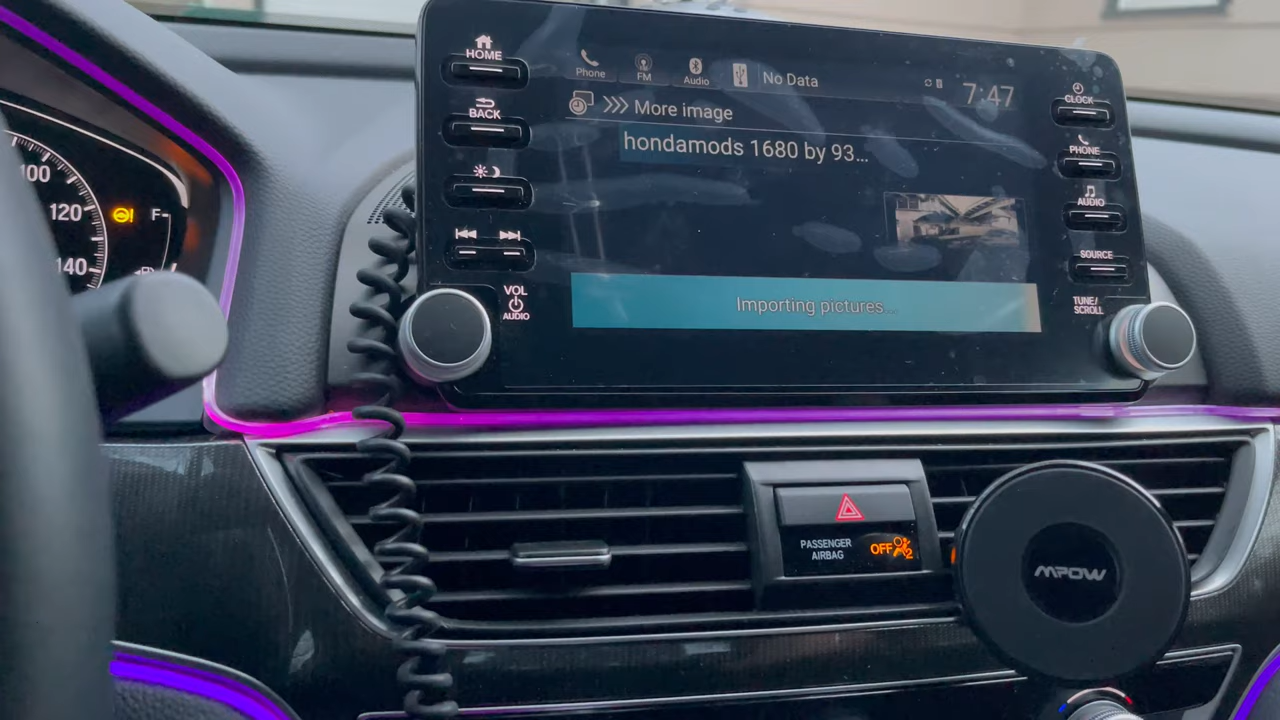 HOME
Phone
FM
Audio
No Data
7:47
CLOCK
More image
BACK
hondamods 1680 by 93...
PHONE
AUDIO
SOURCE
Importing pictures...
VOL
AUDIO
TUNE/
SCROLL
100
120
F
140
PASSENGER
AIRBAG
OFF
2
MPOW